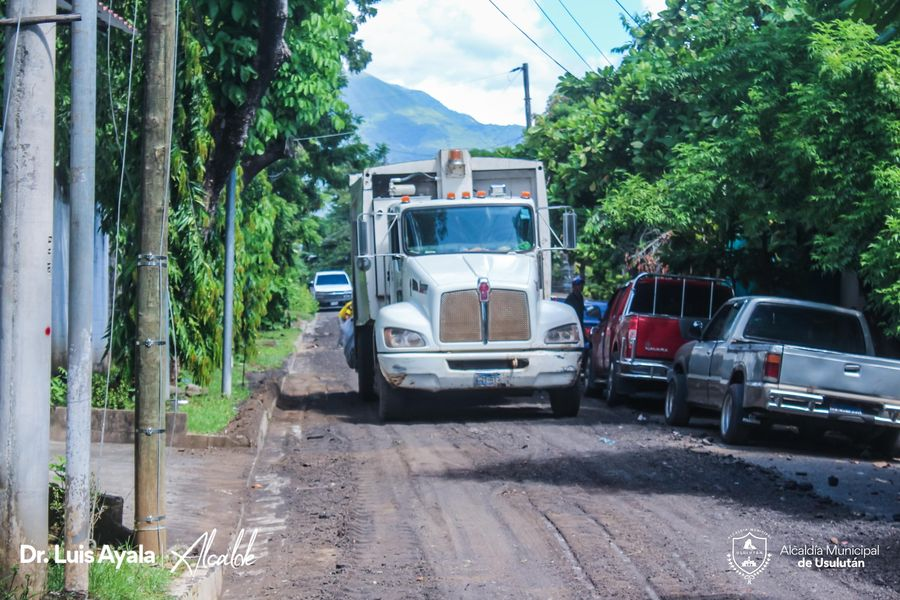 Dr. Luis Ayala Alcalde
Alcaldía Municipal
de Usulután